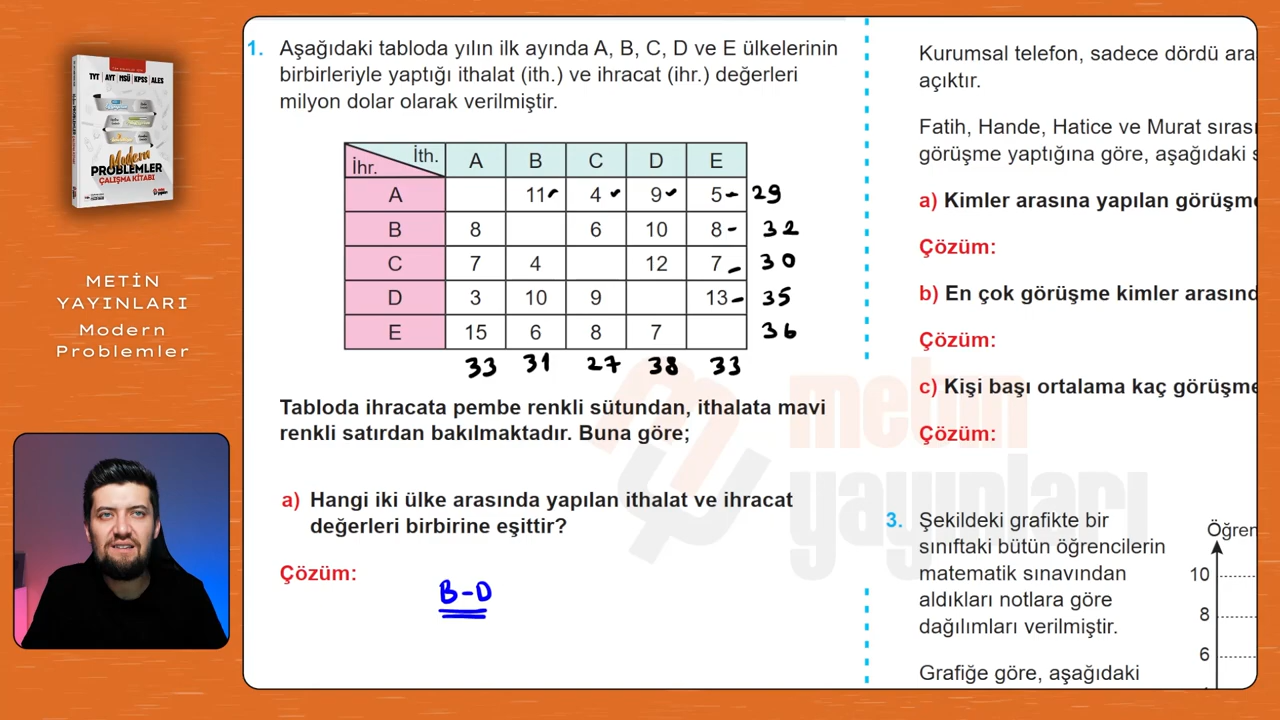 TYT AYT MSÜ KPSS ALES
Modern
PROBLEMLER
ÇALIŞMA KİTABI
METİN
YAYINLARI
Modern
Problemler
1. Aşağıdaki tabloda yılın ilk ayında A, B, C, D ve E ülkelerinin
birbirleriyle yaptığı ithalat (ith.) ve ihracat (ihr.) değerleri
milyon dolar olarak verilmiştir.
İhr. İth. A B C D E
A 11 4 9 5 29
B 8 6 10 8 32
C 7 4 12 7 30
D 3 10 9 13 35
E 15 6 8 7 36
33 31 27 38 33
Tabloda ihracata pembe renkli sütundan, ithalata mavi
renkli satırdan bakılmaktadır. Buna göre;
a) Hangi iki ülke arasında yapılan ithalat ve ihracat
değerleri birbirine eşittir?
Çözüm:
B-D
metin
yayınları
Kurumsal telefon, sadece dördü ara
açıktır.
Fatih, Hande, Hatice ve Murat sırası
görüşme yaptığına göre, aşağıdaki s
a) Kimler arasına yapılan görüşme
Çözüm:
b) En çok görüşme kimler arasınd
Çözüm:
c) Kişi başı ortalama kaç görüşme
Çözüm:
3. Şekildeki grafikte bir
sınıftaki bütün öğrencilerin
matematik sınavından
aldıkları notlara göre
dağılımları verilmiştir.
Grafiğe göre, aşağıdaki
Öğren
10
8
6